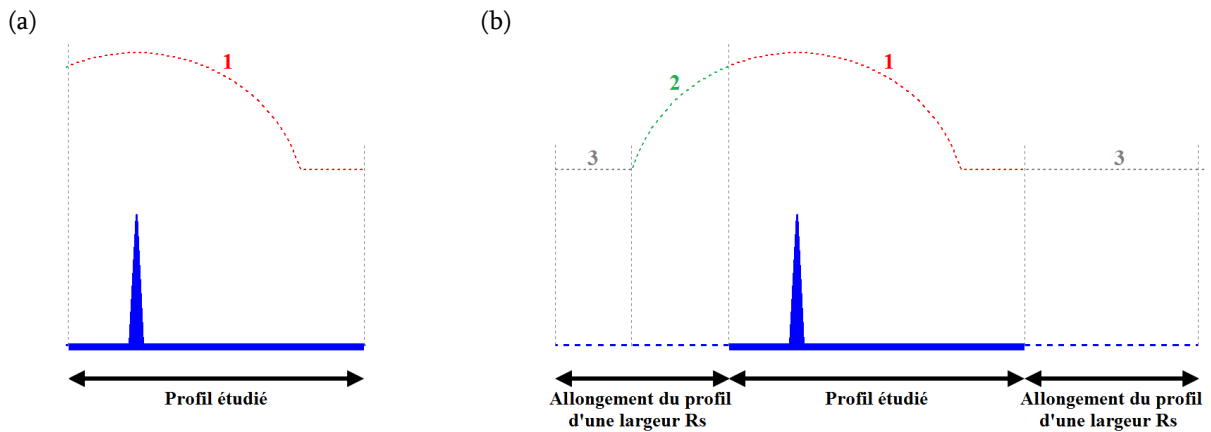 (a)
1
Profil étudié
(b)
1
2
3
3
Allongement du profil
d'une largeur Rs
Profil étudié
Allongement du profil
d'une largeur Rs